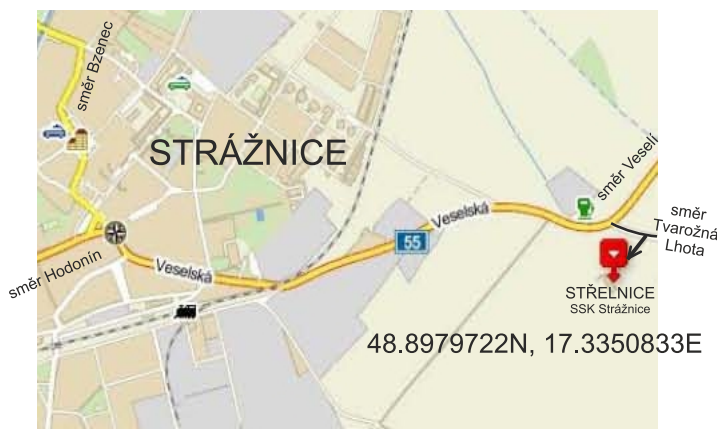 směr Bzenec
STRÁŽNICE
směr Veselí
Veselská
směr
Tvarožná
Lhota
55
směr Hodonín
Veselská
STŘELNICE
SSK Strážnice
48.8979722N, 17.3350833E